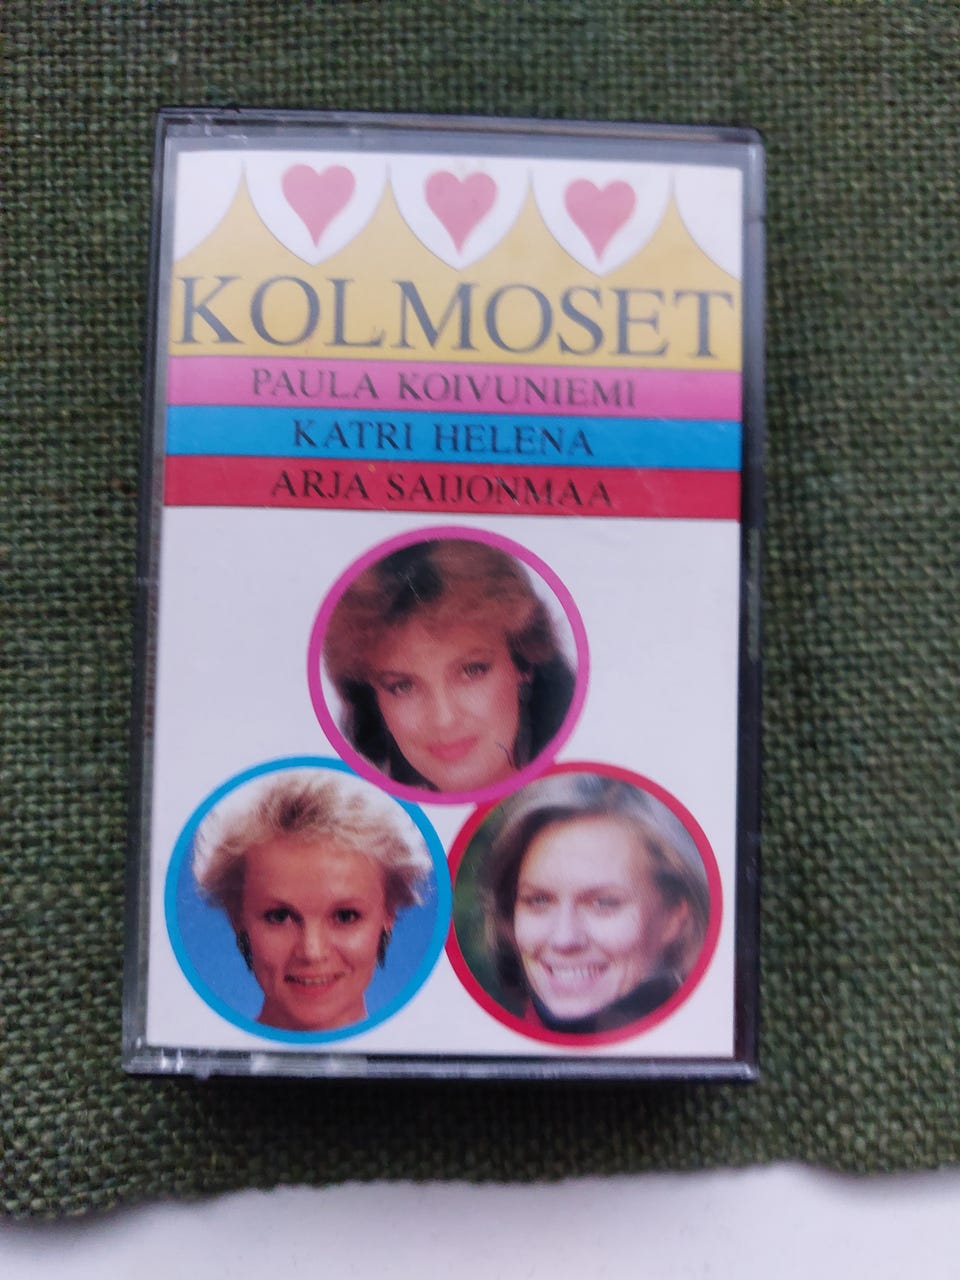 KOLMOSET
PAULA KOIVUNIEMI
KATRI HELENA
ARJA SAIJONMAA